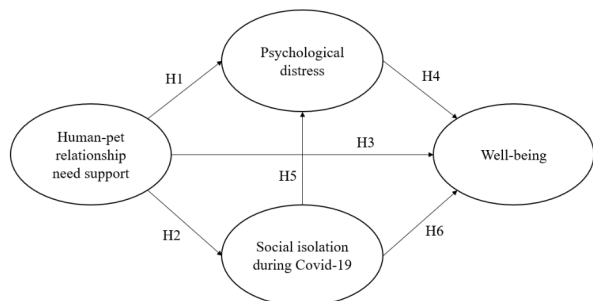 Psychological
distress
H1
H4
Human-pet
relationship
need support
H3
Well-being
H5
H2
Social isolation
during Covid-19
H6